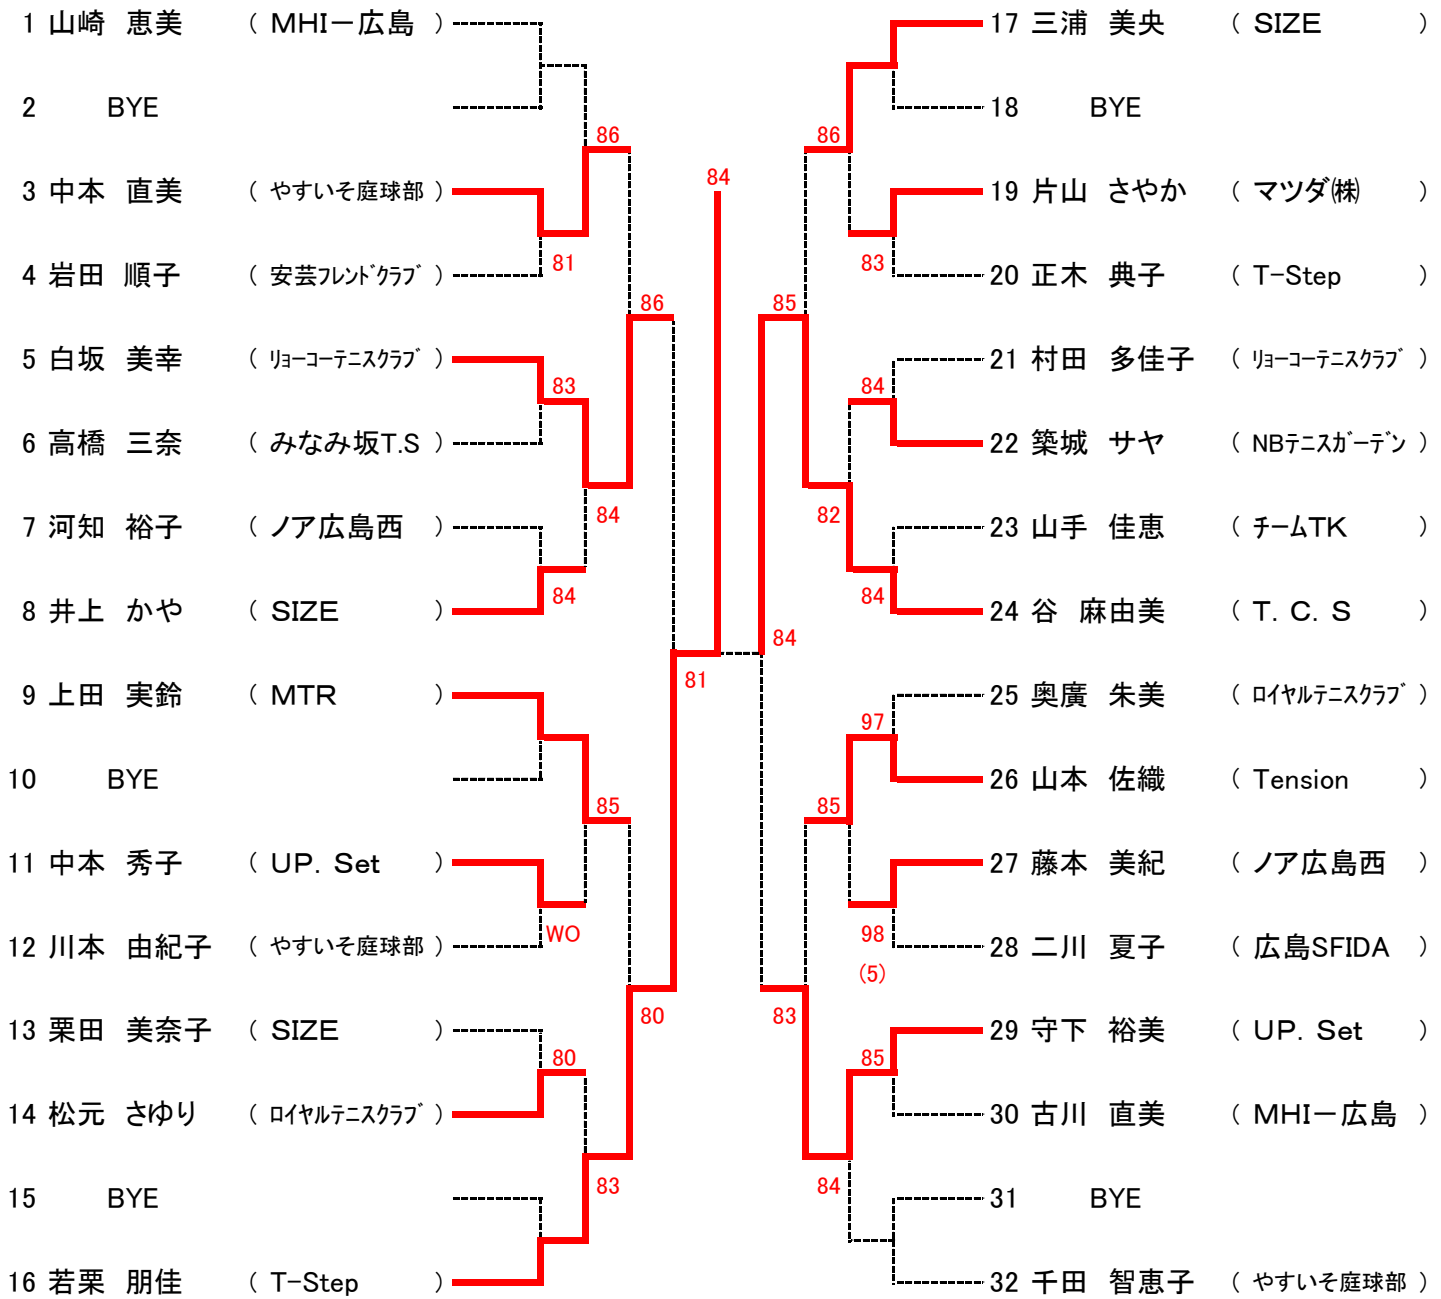 1 山崎 恵美 ( MHIー広島 )
2 BYE
86
3 中本 直美 ( やすいそ庭球部 )
81
4 岩田 順子 ( 安芸フレンドクラブ )
86
5 白坂 美幸 ( リョーコーテニスクラブ )
83
6 高橋 三奈 ( みなみ坂T.S )
84
7 河知 裕子 ( ノア広島西 )
84
8 井上 かや ( SIZE )
81
9 上田 実鈴 ( MTR )
10 BYE
85
11 中本 秀子 ( UP. Set )
WO
12 川本 由紀子 ( やすいそ庭球部 )
80
13 栗田 美奈子 ( SIZE )
80
14 松元 さゆり ( ロイヤルテニスクラブ )
83
15 BYE
16 若栗 朋佳 ( T-Step )
84
84
17 三浦 美央 ( SIZE )
18 BYE
86
19 片山 さやか ( マツダ㈱ )
83
20 正木 典子 ( T-Step )
85
21 村田 多佳子 ( リョーコーテニスクラブ )
84
22 築城 サヤ ( NBテニスガーデン )
82
23 山手 佳恵 ( チームTK )
84
24 谷 麻由美 ( T. C. S )
25 奥廣 朱美 ( ロイヤルテニスクラブ )
97
26 山本 佐織 ( Tension )
85
27 藤本 美紀 ( ノア広島西 )
98
(5)
28 二川 夏子 ( 広島SFIDA )
83
29 守下 裕美 ( UP. Set )
85
30 古川 直美 ( MHIー広島 )
84
31 BYE
32 千田 智恵子 ( やすいそ庭球部 )